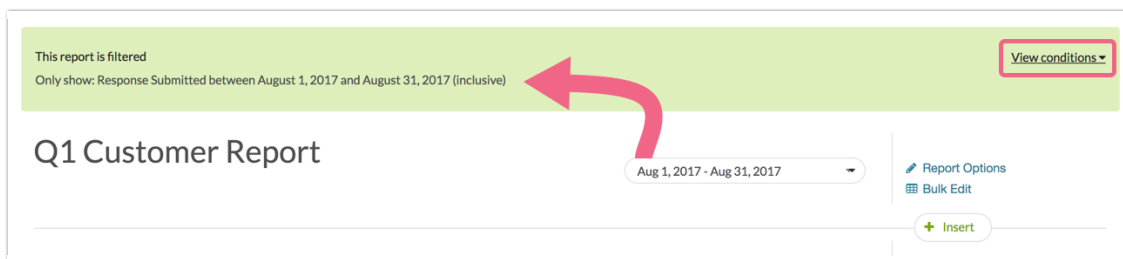 This report is filtered
View conditions
Only show: Response Submitted between August 1, 2017 and August 31, 2017 (inclusive)
Q1 Customer Report
Aug 1, 2017 - Aug 31, 2017
Report Options
Bulk Edit
+ Insert